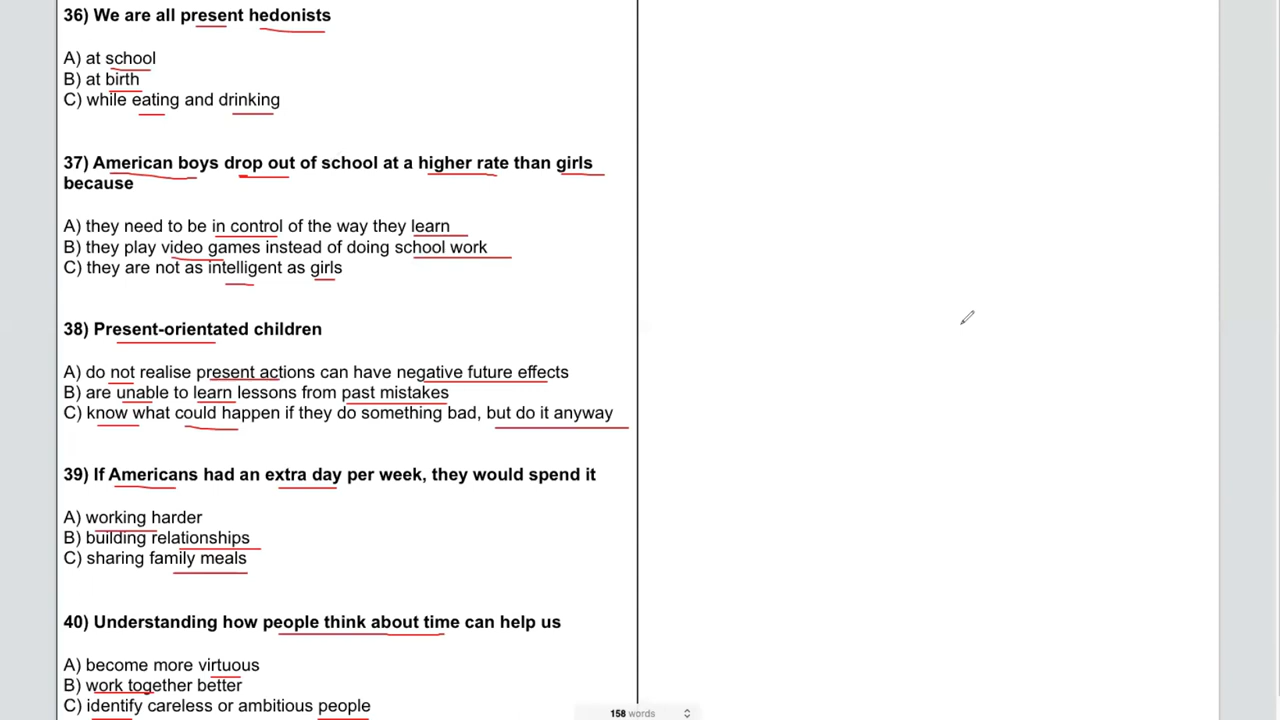 36) We are all present hedonists
A) at school
B) at birth
C) while eating and drinking
37) American boys drop out of school at a higher rate than girls
because
A) they need to be in control of the way they learn
B) they play video games instead of doing school work
C) they are not as intelligent as girls
38) Present-orientated children
A) do not realise present actions can have negative future effects
B) are unable to learn lessons from past mistakes
C) know what could happen if they do something bad, but do it anyway
39) If Americans had an extra day per week, they would spend it
A) working harder
B) building relationships
C) sharing family meals
40) Understanding how people think about time can help us
A) become more virtuous
B) work together better
C) identify careless or ambitious people
158 words